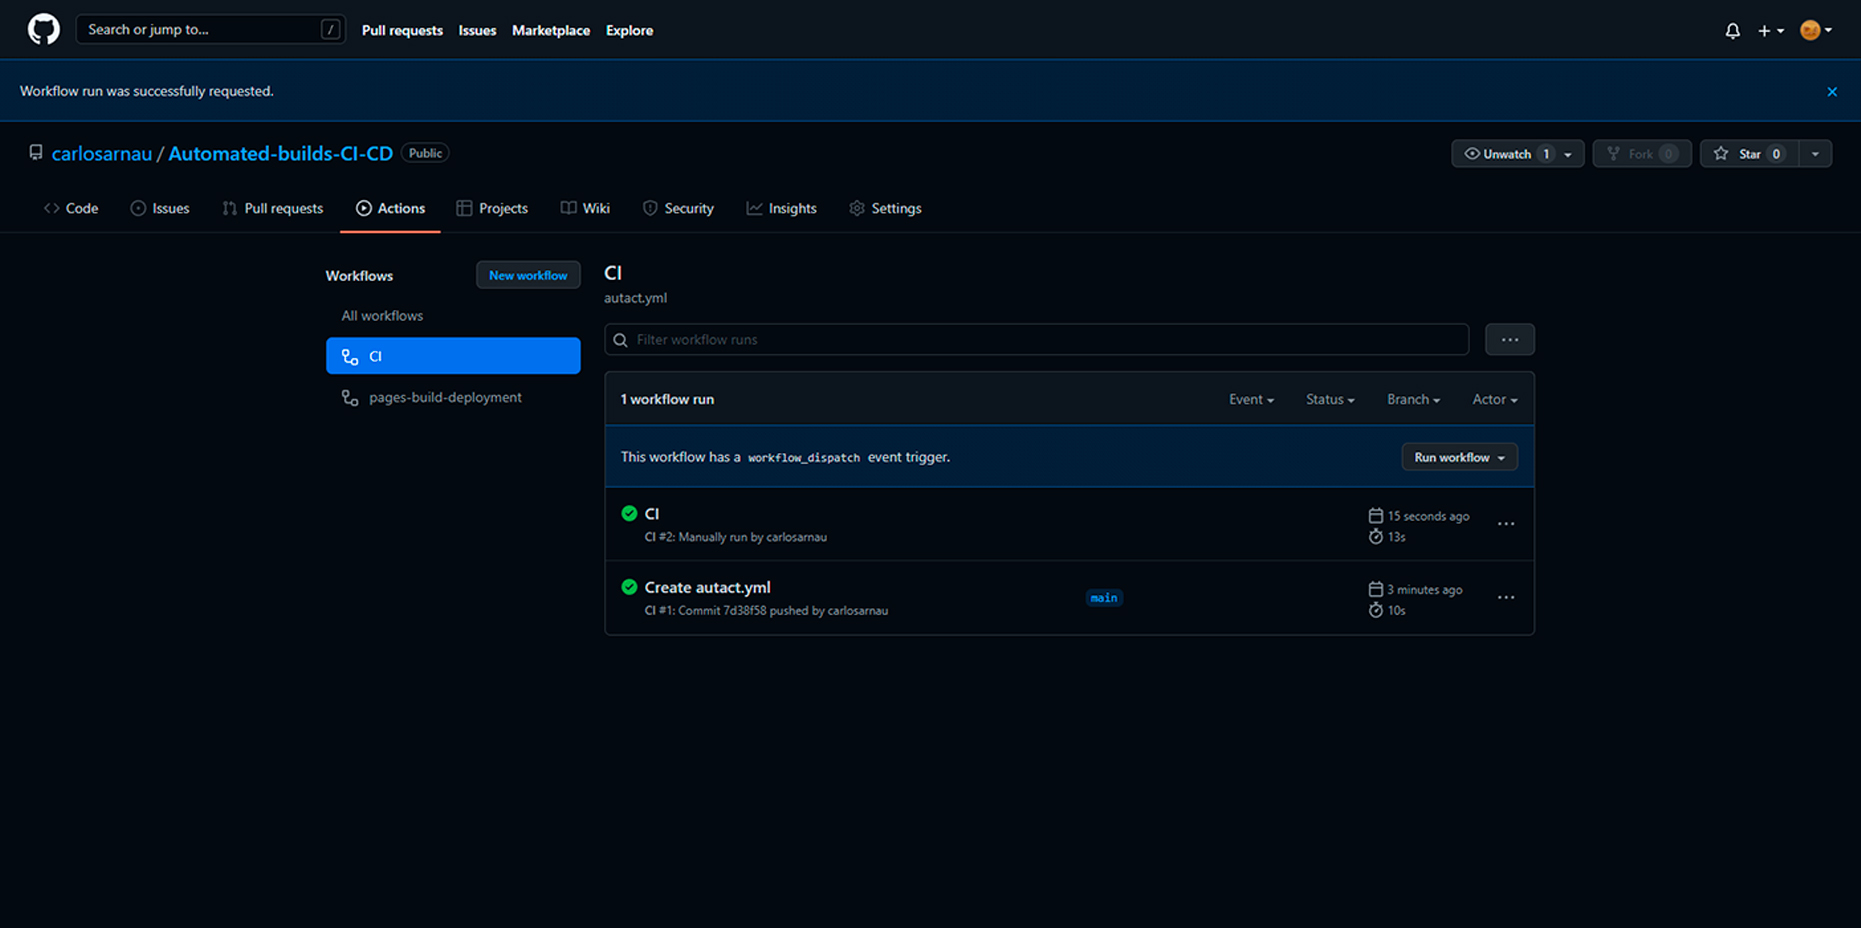 Search or jump to... /
Pull requests Issues Marketplace Explore
Workflow run was successfully requested.
carlosarnau / Automated-builds-CI-CD Public
Unwatch 1 Fork 0 Star 0
Code Issues Pull requests Actions Projects Wiki Security Insights Settings
Workflows New workflow
All workflows
CI
pages-build-deployment
CI
autact.yml
Filter workflow runs
1 workflow run Event Status Branch Actor
This workflow has a workflow_dispatch event trigger. Run workflow
CI
CI #2: Manually run by carlosarnau
15 seconds ago
13s
Create autact.yml
CI #1: Commit 7d38f58 pushed by carlosarnau
main
3 minutes ago
10s